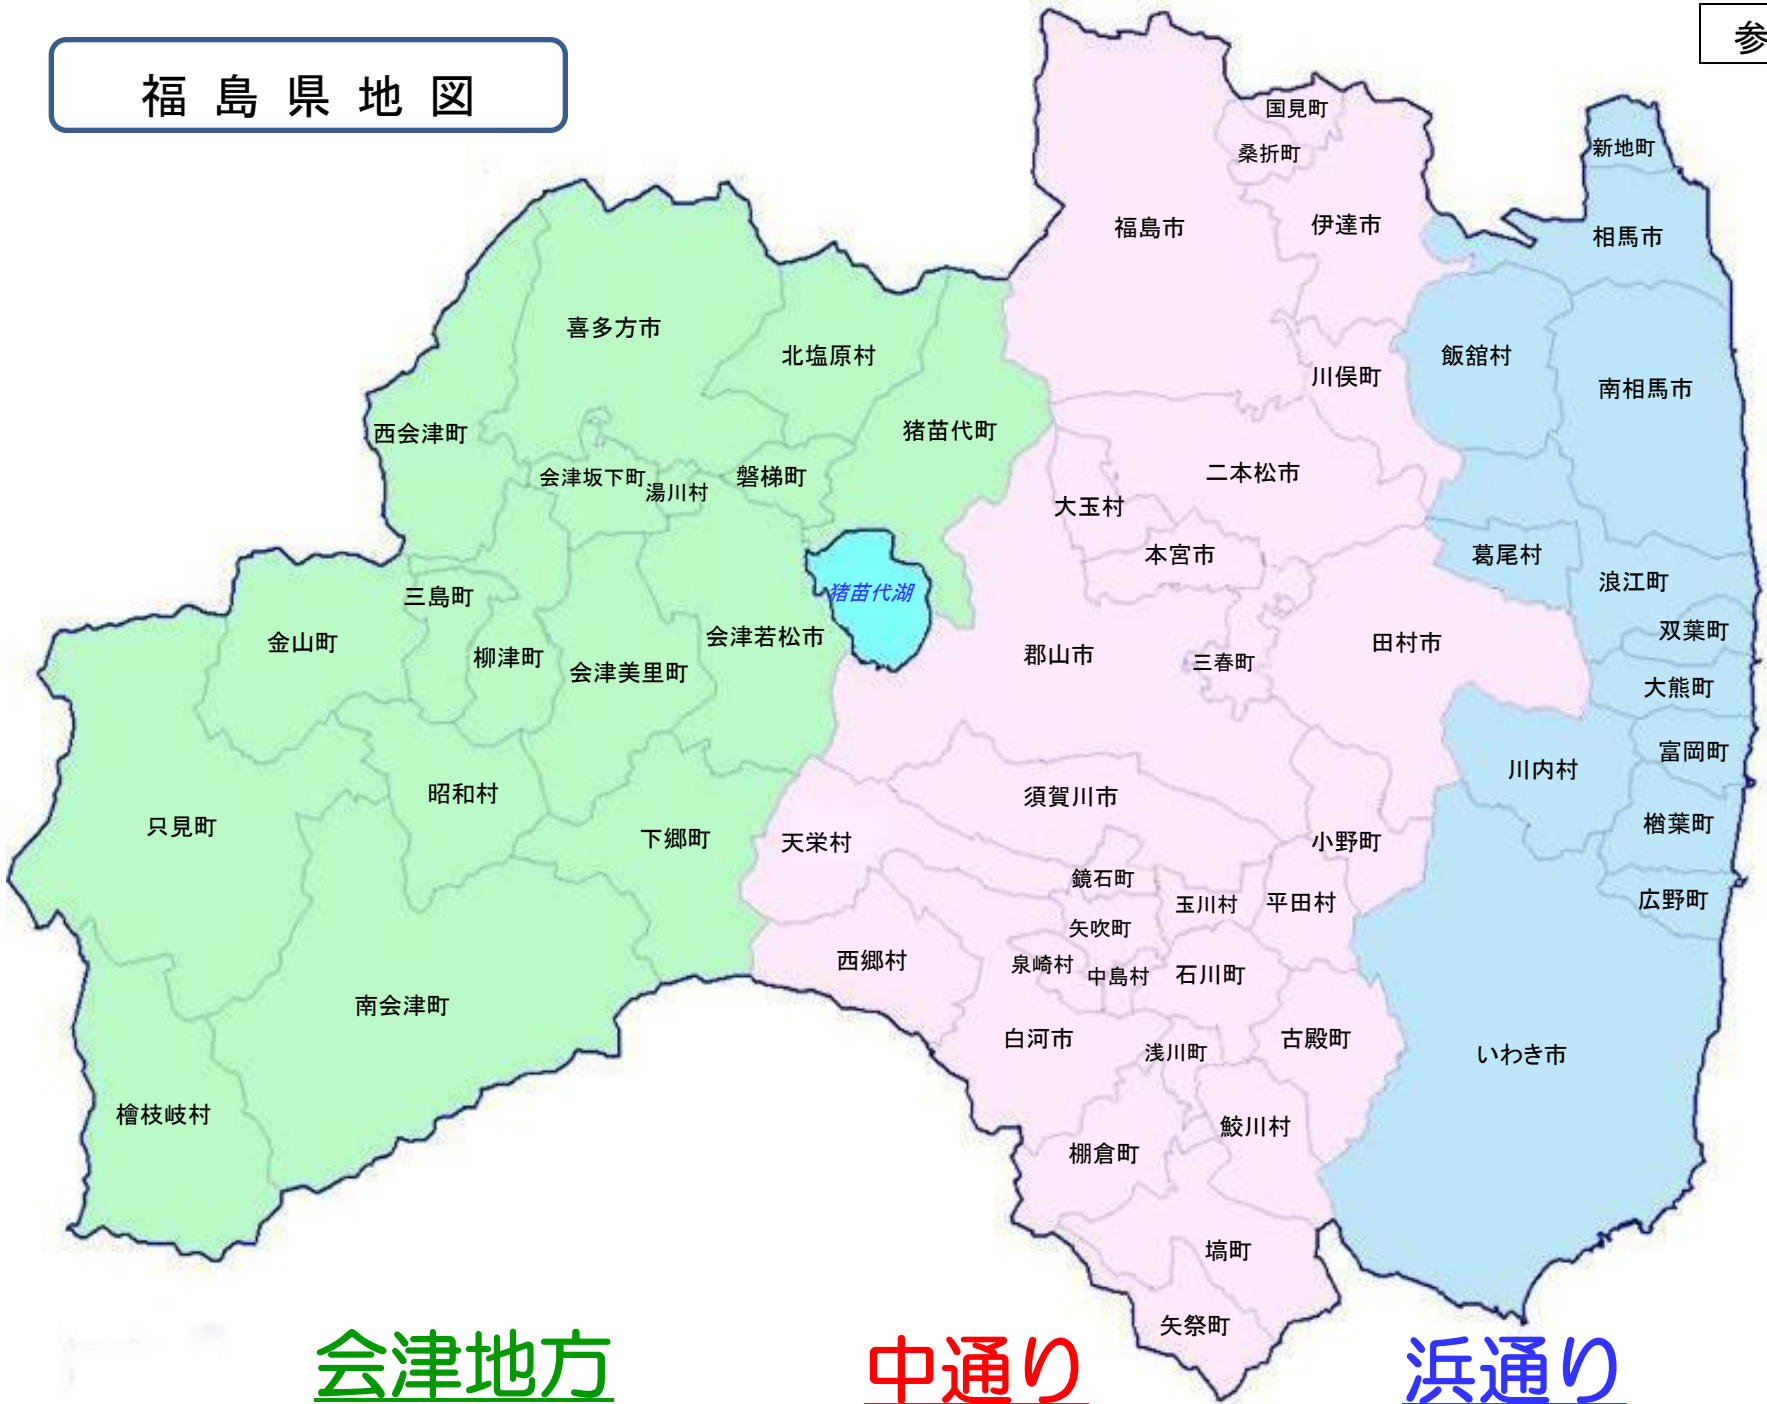 福島県地図
参
国見町
桑折町
新地町
福島市
伊達市
相馬市
喜多方市
北塩原村
川俣町
飯舘村
南相馬市
西会津町
猪苗代町
会津坂下町
湯川村
磐梯町
二本松市
大玉村
本宮市
葛尾村
浪江町
猪苗代湖
三島町
金山町
柳津町
会津美里町
会津若松市
郡山市
三春町
田村市
双葉町
大熊町
富岡町
川内村
昭和村
只見町
下郷町
天栄村
須賀川市
小野町
楢葉町
鏡石町
玉川村
平田村
広野町
矢吹町
西郷村
泉崎村
中島村
石川町
南会津町
白河市
浅川町
古殿町
いわき市
檜枝岐村
棚倉町
鮫川村
塙町
矢祭町
会津地方
中通り
浜通り